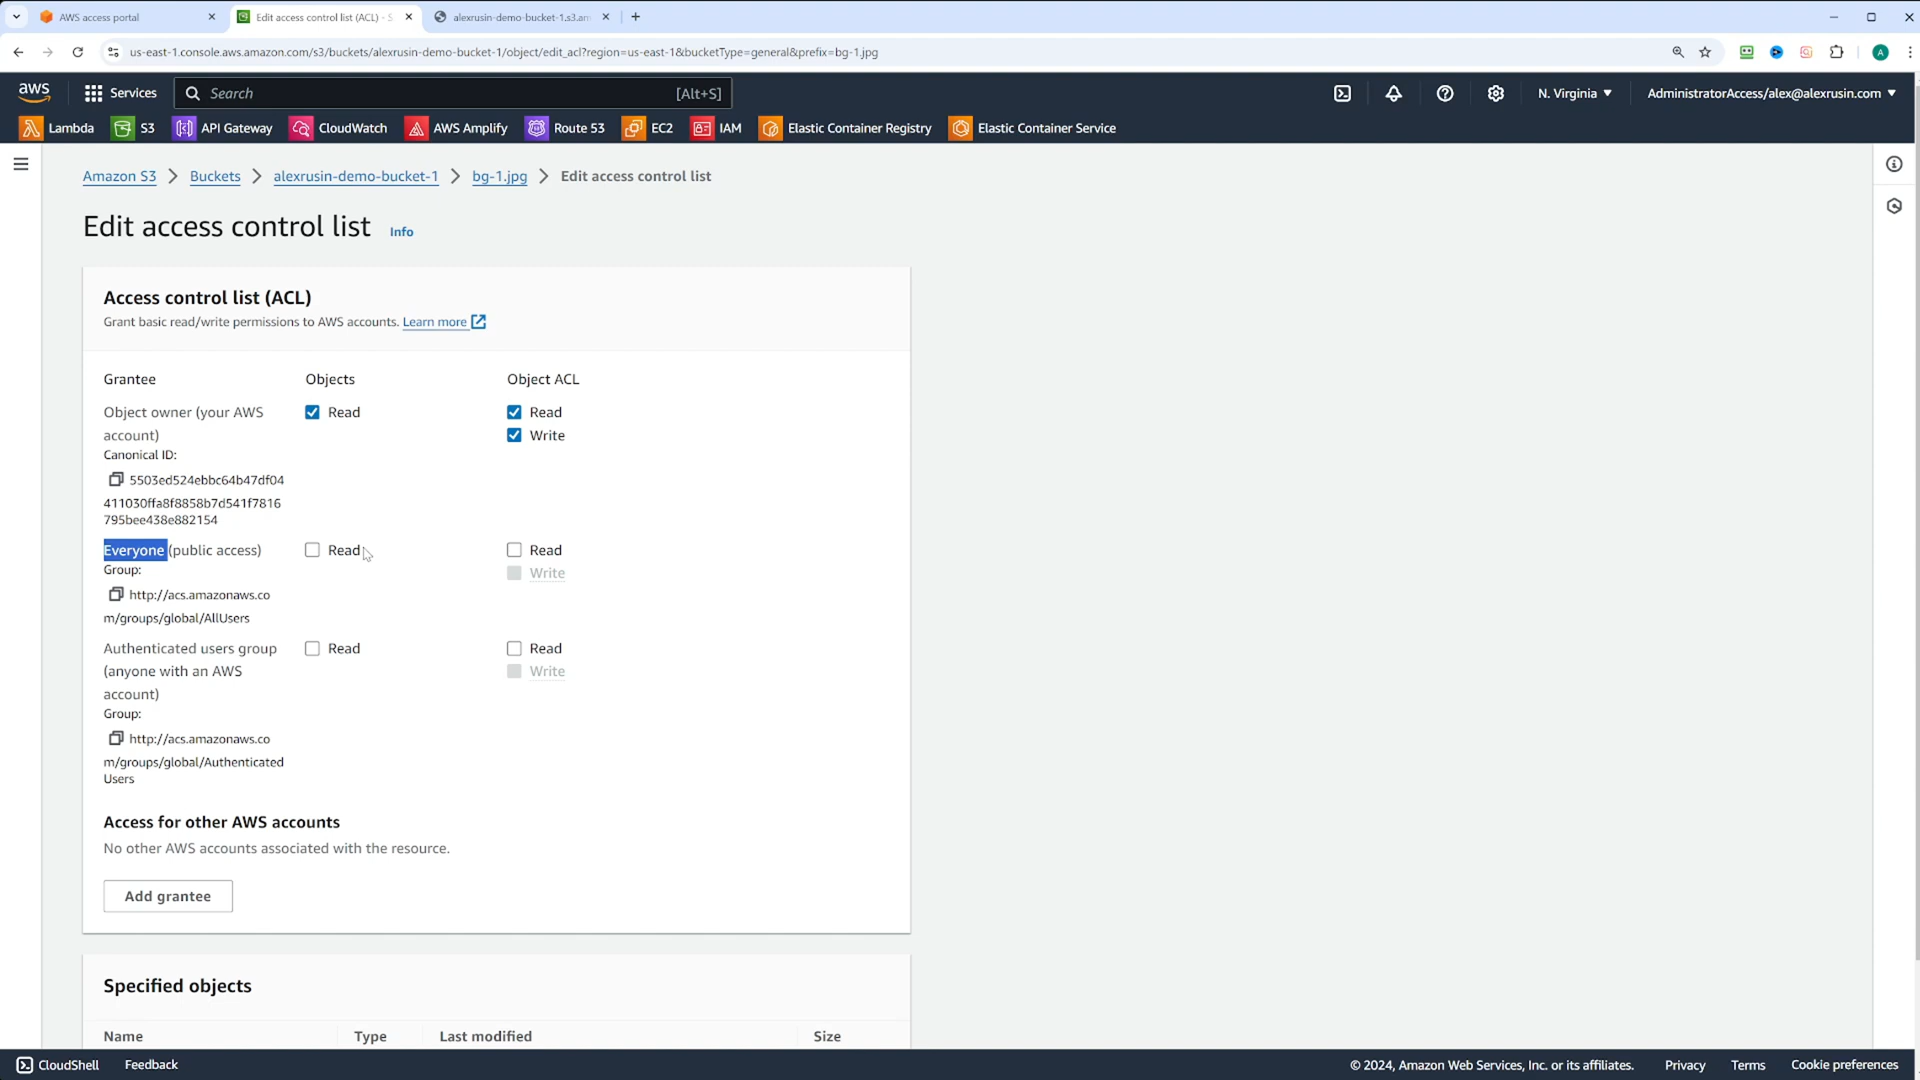 AWS access portal
Edit access control list (ACL) - S
alexrusin-demo-bucket-1.s3.am
us-east-1.console.aws.amazon.com/s3/buckets/alexrusin-demo-bucket-1/object/edit_acl?region=us-east-1&bucketType=general&prefix=bg-1.jpg
A
aws
Services
Search
[Alt+S]
N. Virginia
AdministratorAccess/alex@alexrusin.com
Lambda
S3
API Gateway
CloudWatch
AWS Amplify
Route 53
EC2
IAM
Elastic Container Registry
Elastic Container Service
Amazon S3 > Buckets > alexrusin-demo-bucket-1 > bg-1.jpg > Edit access control list
Edit access control list Info
Access control list (ACL)
Grant basic read/write permissions to AWS accounts. Learn more
Grantee Objects Object ACL
Object owner (your AWS Read Read
account) Write
Canonical ID:
5503ed524ebbc64b47df04
411030ffa8f8858b7d541f7816
795bee438e882154
Everyone (public access) Read Read
Group: Write
http://acs.amazonaws.co
m/groups/global/AllUsers
Authenticated users group Read Read
(anyone with an AWS Write
account)
Group:
http://acs.amazonaws.co
m/groups/global/Authenticated
Users
Access for other AWS accounts
No other AWS accounts associated with the resource.
Add grantee
Specified objects
Name Type Last modified Size
CloudShell Feedback © 2024, Amazon Web Services, Inc. or its affiliates. Privacy Terms Cookie preferences